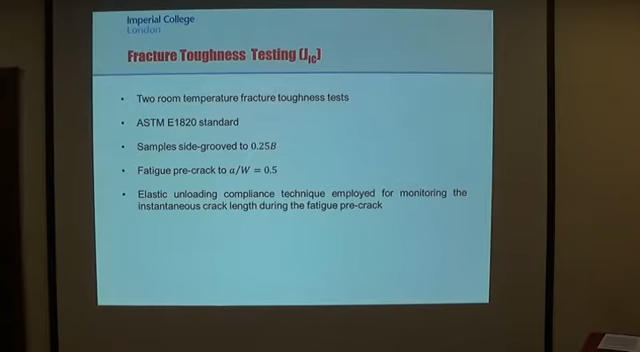 Imperial College
London
Fracture Toughness Testing (J_IC)
• Two room temperature fracture toughness tests
• ASTM E1820 standard
• Samples side-grooved to 0.25B
• Fatigue pre-crack to a/W = 0.5
• Elastic unloading compliance technique employed for monitoring the
instantaneous crack length during the fatigue pre-crack